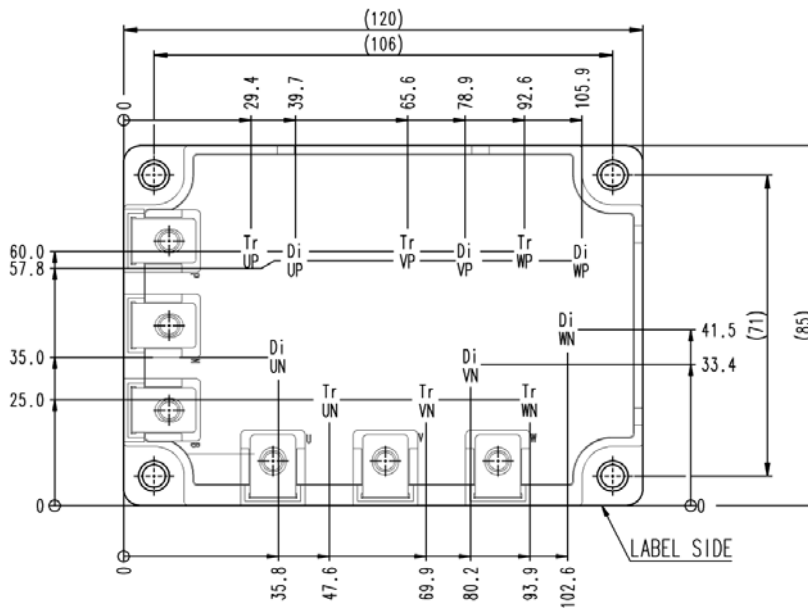 (120)
(106)
0
29.4
39.7
65.6
78.9
92.6
105.9
0
60.0
57.8
35.0
25.0
0
Tr
UP
Di
UP
Tr
VP
Di
VP
Tr
WP
Di
WP
Di
WN
Di
UN
Di
VN
Tr
UN
Tr
VN
Tr
WN
P
N
B
U
V
W
41.5
33.4
0
(71)
(85)
LABEL SIDE
0
35.8
47.6
69.9
80.2
93.9
102.6